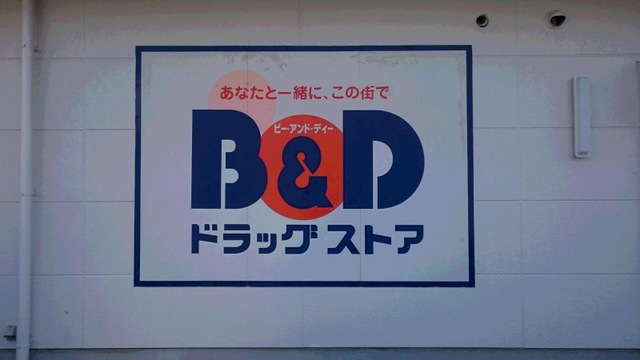 あなたと一緒に、この街で
ビー・アンド・ディー
B&D
ドラッグストア